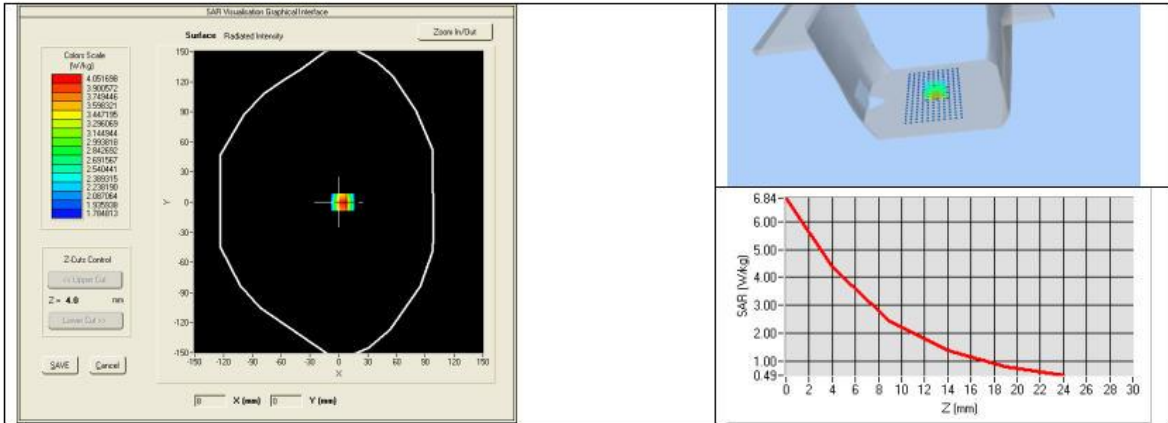 SAR Visualisation Graphical Interface
Surface Radiated Intensity
Zoom In/Out
Colors Scale
(W/kg)
4.051698
3.900572
3.749446
3.598321
3.447195
3.296069
3.144944
2.993818
2.842692
2.691567
2.540441
2.389315
2.238190
2.087064
1.935938
1.784813
Z-Cuts Control
<< Upper Cut
Z = 4.0 mm
Lower Cut >>
SAVE Cancel
150
120
90
60
30
0
-30
-60
-90
-120
-150
Y
-150 -120 -90 -60 -30 0 30 60 90 120 150
X
8 X (mm) 0 Y (mm)
6.84
6.00
5.00
4.00
3.00
2.00
1.00
0.49
SAR (W/kg)
0 2 4 6 8 10 12 14 16 18 20 22 24 26 28 30
Z (mm)